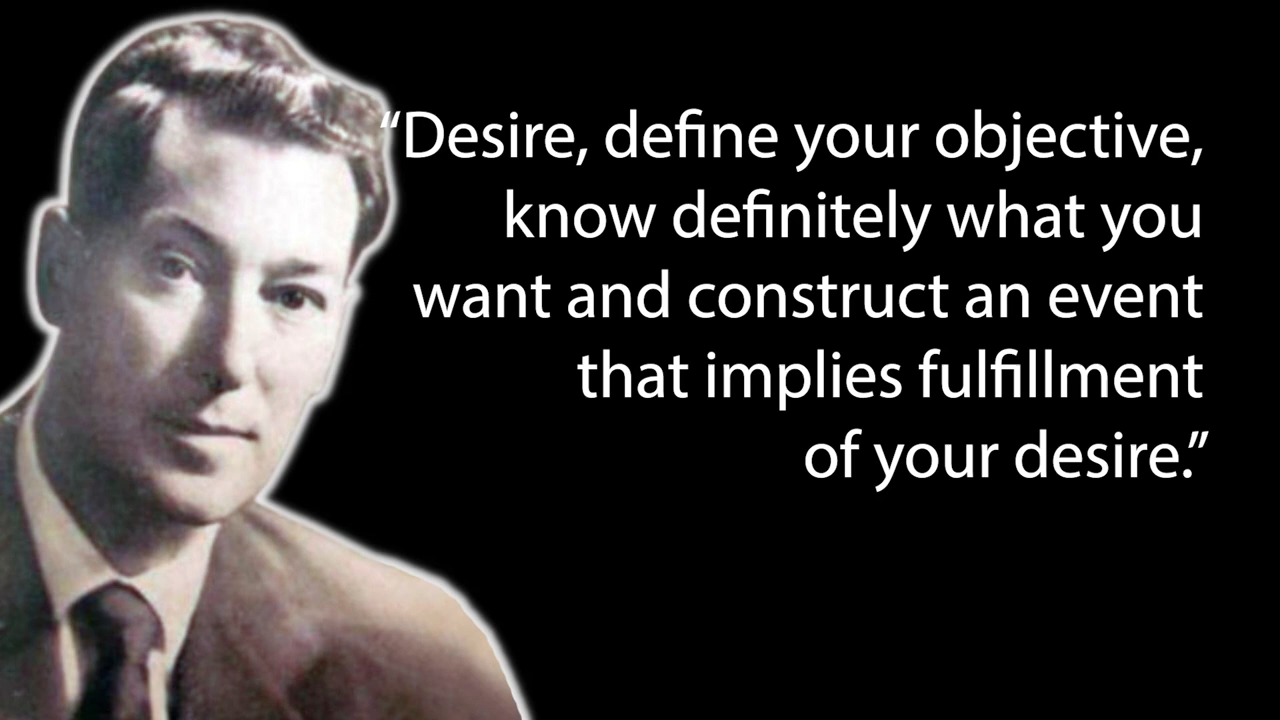 “Desire, define your objective,
know definitely what you
want and construct an event
that implies fulfillment
of your desire.”